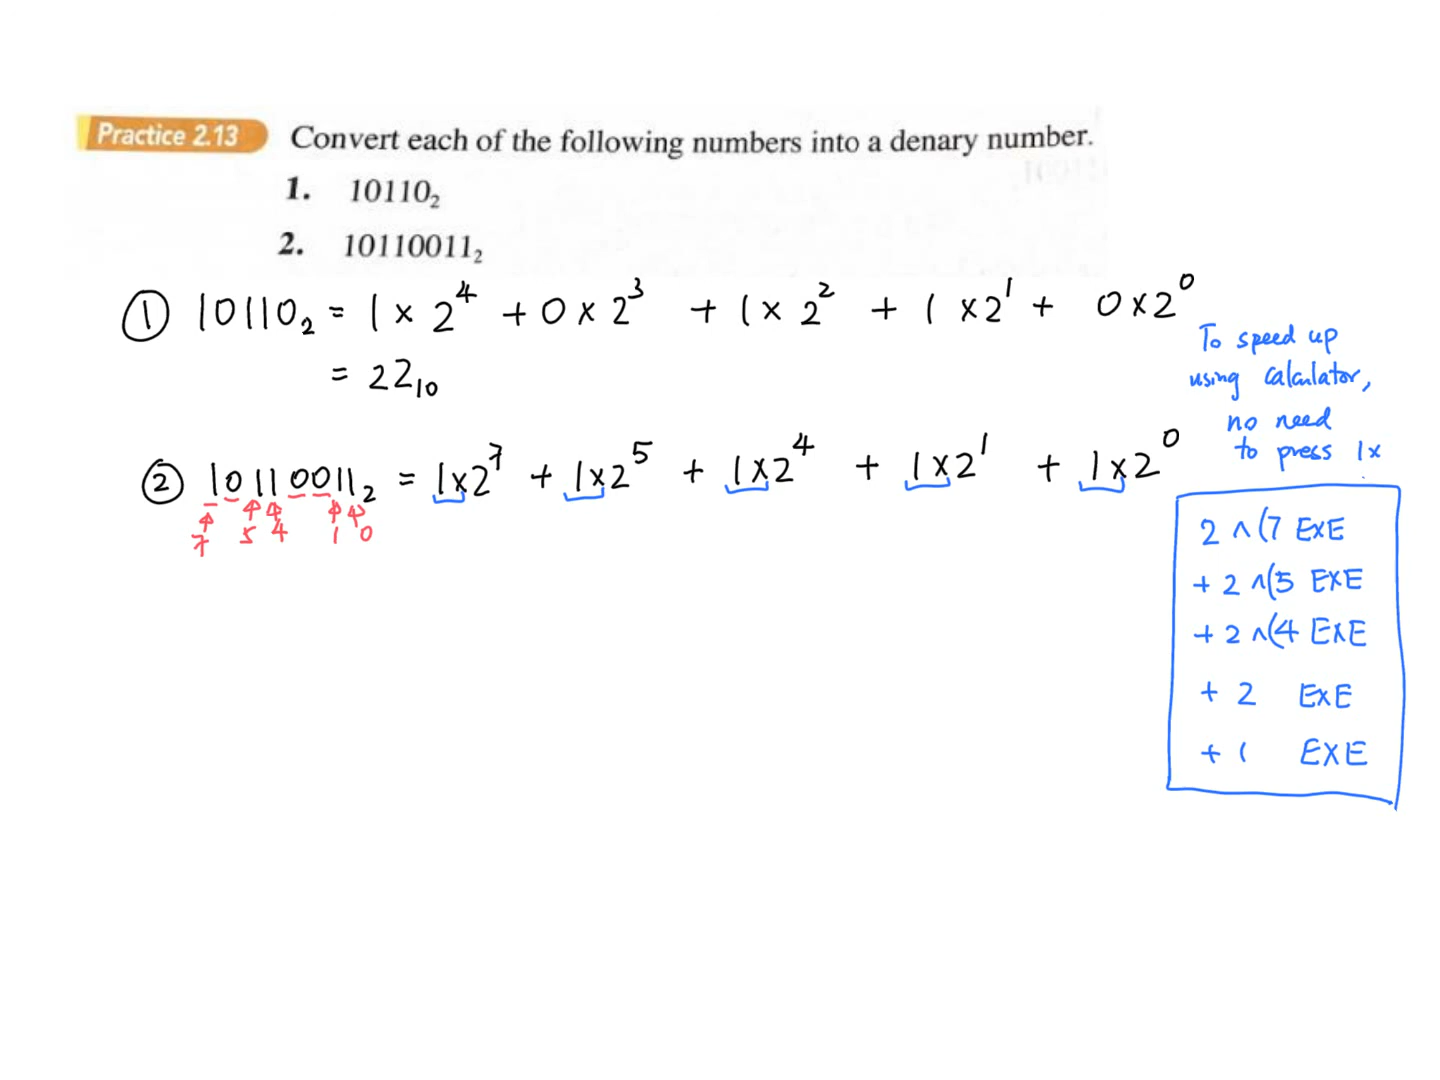 Practice 2.13 Convert each of the following numbers into a denary number.
1. 10110₂
2. 10110011₂
① 10110₂ = 1 × 2⁴ + 0 × 2³ + 1 × 2² + 1 × 2¹ + 0 × 2⁰
= 22₁₀
To speed up
using calculator,
no need
to press 1×
② 10110011₂ = 1×2⁷ + 1×2⁵ + 1×2⁴ + 1×2¹ + 1×2⁰
7 5 4 1 0
2 ^(7 EXE
+ 2 ^(5 EXE
+ 2 ^(4 EXE
+ 2 EXE
+ 1 EXE